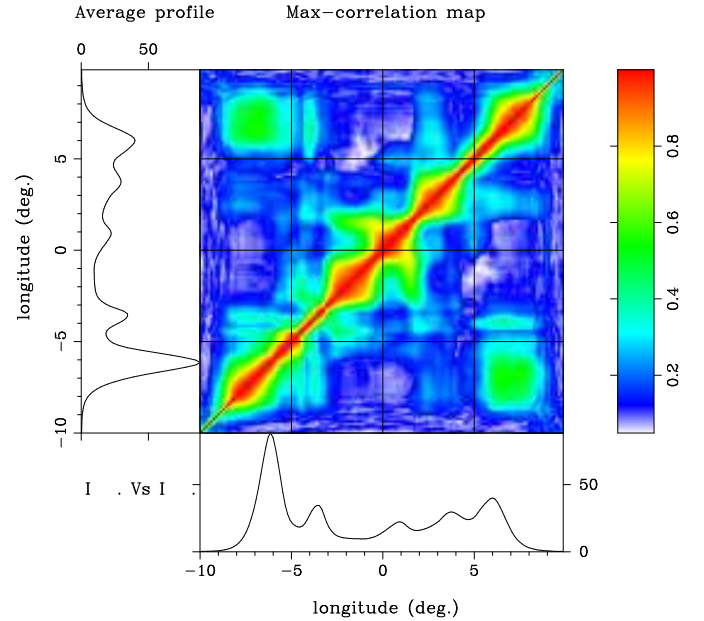 Average profile Max-correlation map
0 50
longitude (deg.)
5
0
-5
-10
0.8
0.6
0.4
0.2
I . Vs I .
50
0
-10 -5 0 5
longitude (deg.)